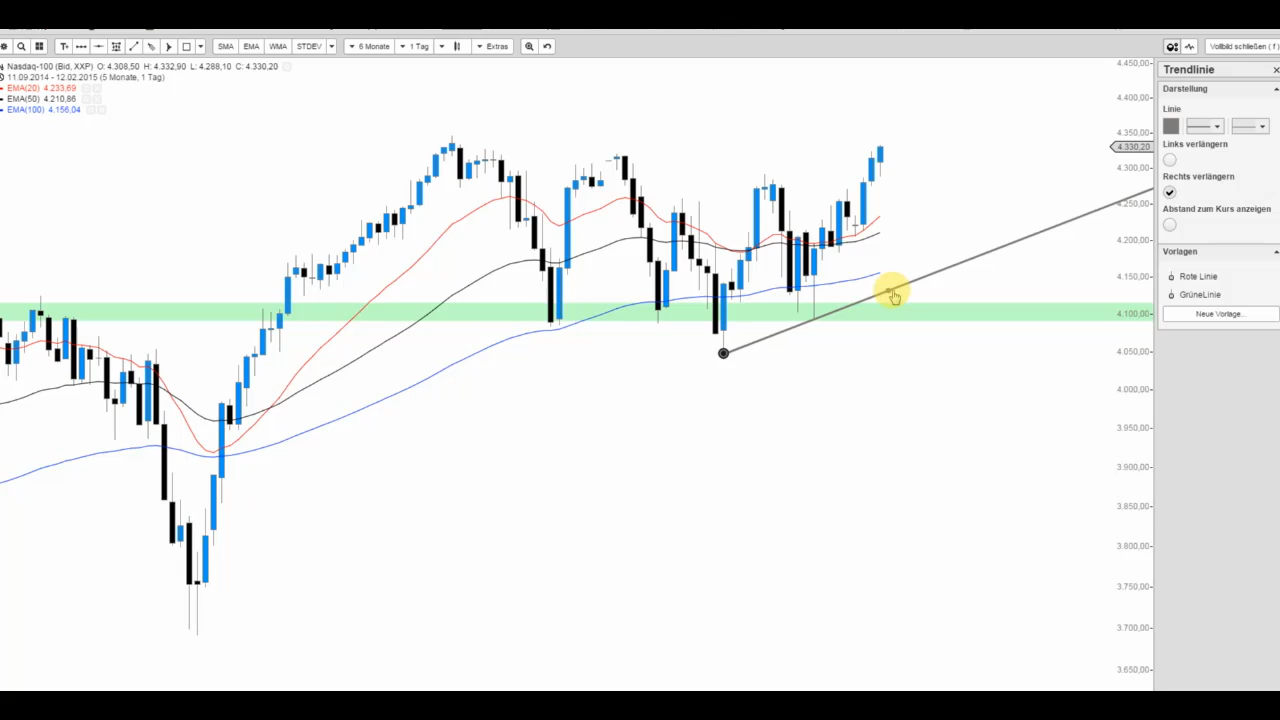 SMA EMA WMA STDEV 6 Monate 1 Tag Extras Vollbild schließen ( f )
Nasdaq-100 (Bid, XXP) O: 4.308,50 H: 4.332,90 L: 4.288,10 C: 4.330,20
11.09.2014 - 12.02.2015 (5 Monate, 1 Tag)
EMA(20) 4.233,69
EMA(50) 4.210,86
EMA(100) 4.156,04
4.450,00
4.400,00
4.350,00
4.330,20
4.300,00
4.250,00
4.200,00
4.150,00
4.100,00
4.050,00
4.000,00
3.950,00
3.900,00
3.850,00
3.800,00
3.750,00
3.700,00
3.650,00
Trendlinie
Darstellung
Linie
Links verlängern
Rechts verlängern
Abstand zum Kurs anzeigen
Vorlagen
Rote Linie
GrüneLinie
Neue Vorlage...